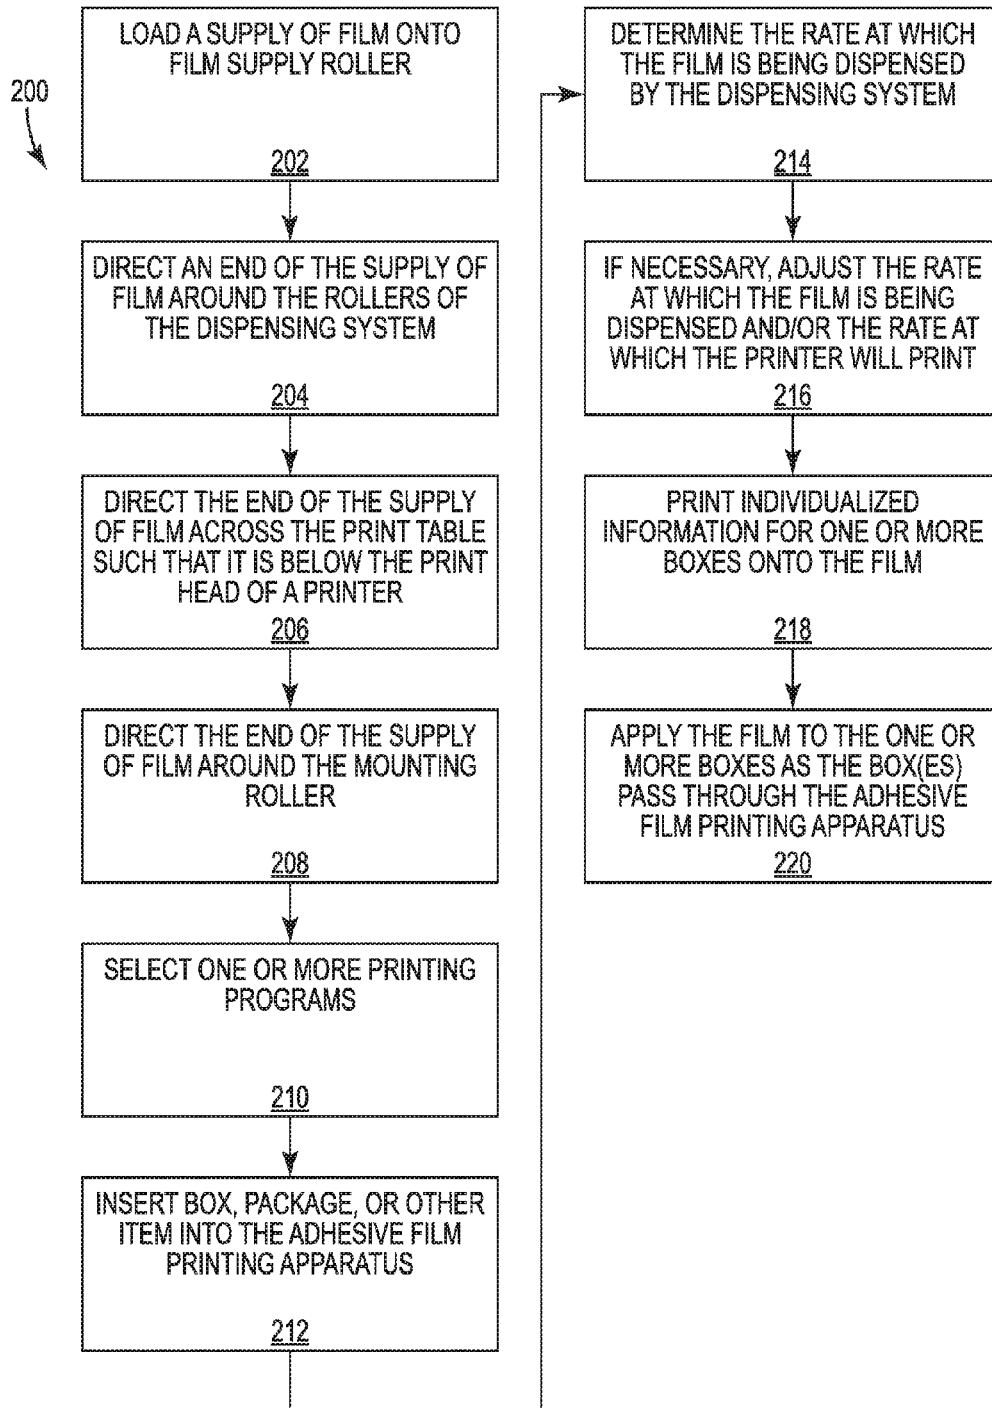 200
LOAD A SUPPLY OF FILM ONTO
FILM SUPPLY ROLLER
202
DIRECT AN END OF THE SUPPLY OF
FILM AROUND THE ROLLERS OF
THE DISPENSING SYSTEM
204
DIRECT THE END OF THE SUPPLY
OF FILM ACROSS THE PRINT TABLE
SUCH THAT IT IS BELOW THE PRINT
HEAD OF A PRINTER
206
DIRECT THE END OF THE SUPPLY
OF FILM AROUND THE MOUNTING
ROLLER
208
SELECT ONE OR MORE PRINTING
PROGRAMS
210
INSERT BOX, PACKAGE, OR OTHER
ITEM INTO THE ADHESIVE FILM
PRINTING APPARATUS
212
DETERMINE THE RATE AT WHICH
THE FILM IS BEING DISPENSED
BY THE DISPENSING SYSTEM
214
IF NECESSARY, ADJUST THE RATE
AT WHICH THE FILM IS BEING
DISPENSED AND/OR THE RATE AT
WHICH THE PRINTER WILL PRINT
216
PRINT INDIVIDUALIZED
INFORMATION FOR ONE OR MORE
BOXES ONTO THE FILM
218
APPLY THE FILM TO THE ONE OR
MORE BOXES AS THE BOX(ES)
PASS THROUGH THE ADHESIVE
FILM PRINTING APPARATUS
220